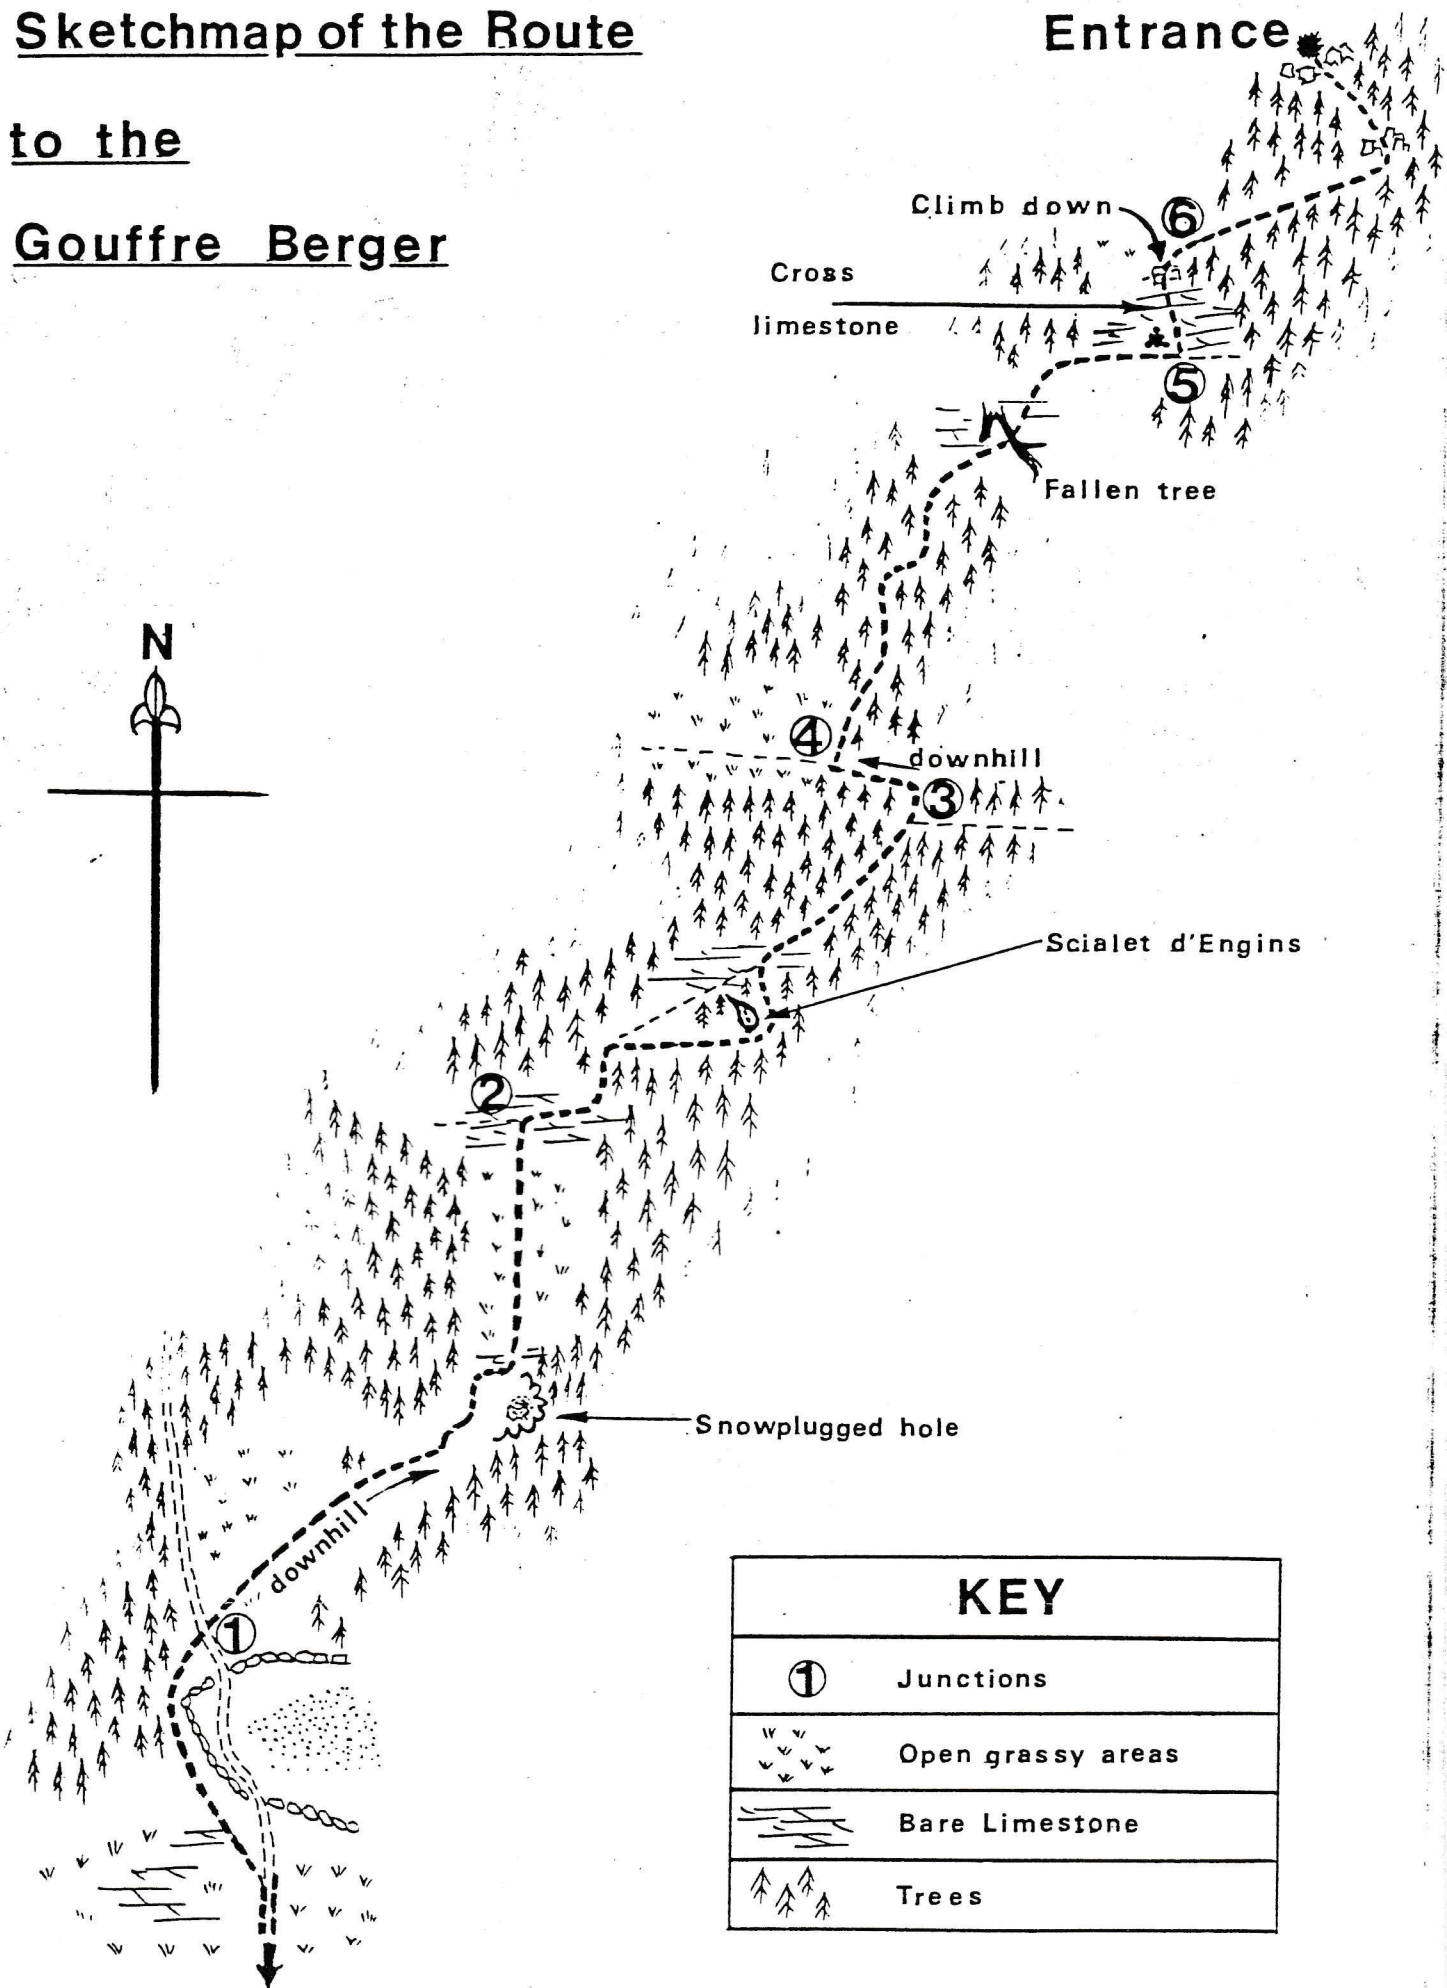 Sketchmap of the Route
to the
Gouffre Berger
Entrance
Climb down
6
Cross
limestone
5
Fallen tree
N
4
downhill
3
Scialet d'Engins
2
Snowplugged hole
downhill
1
KEY
1 Junctions
Open grassy areas
Bare Limestone
Trees